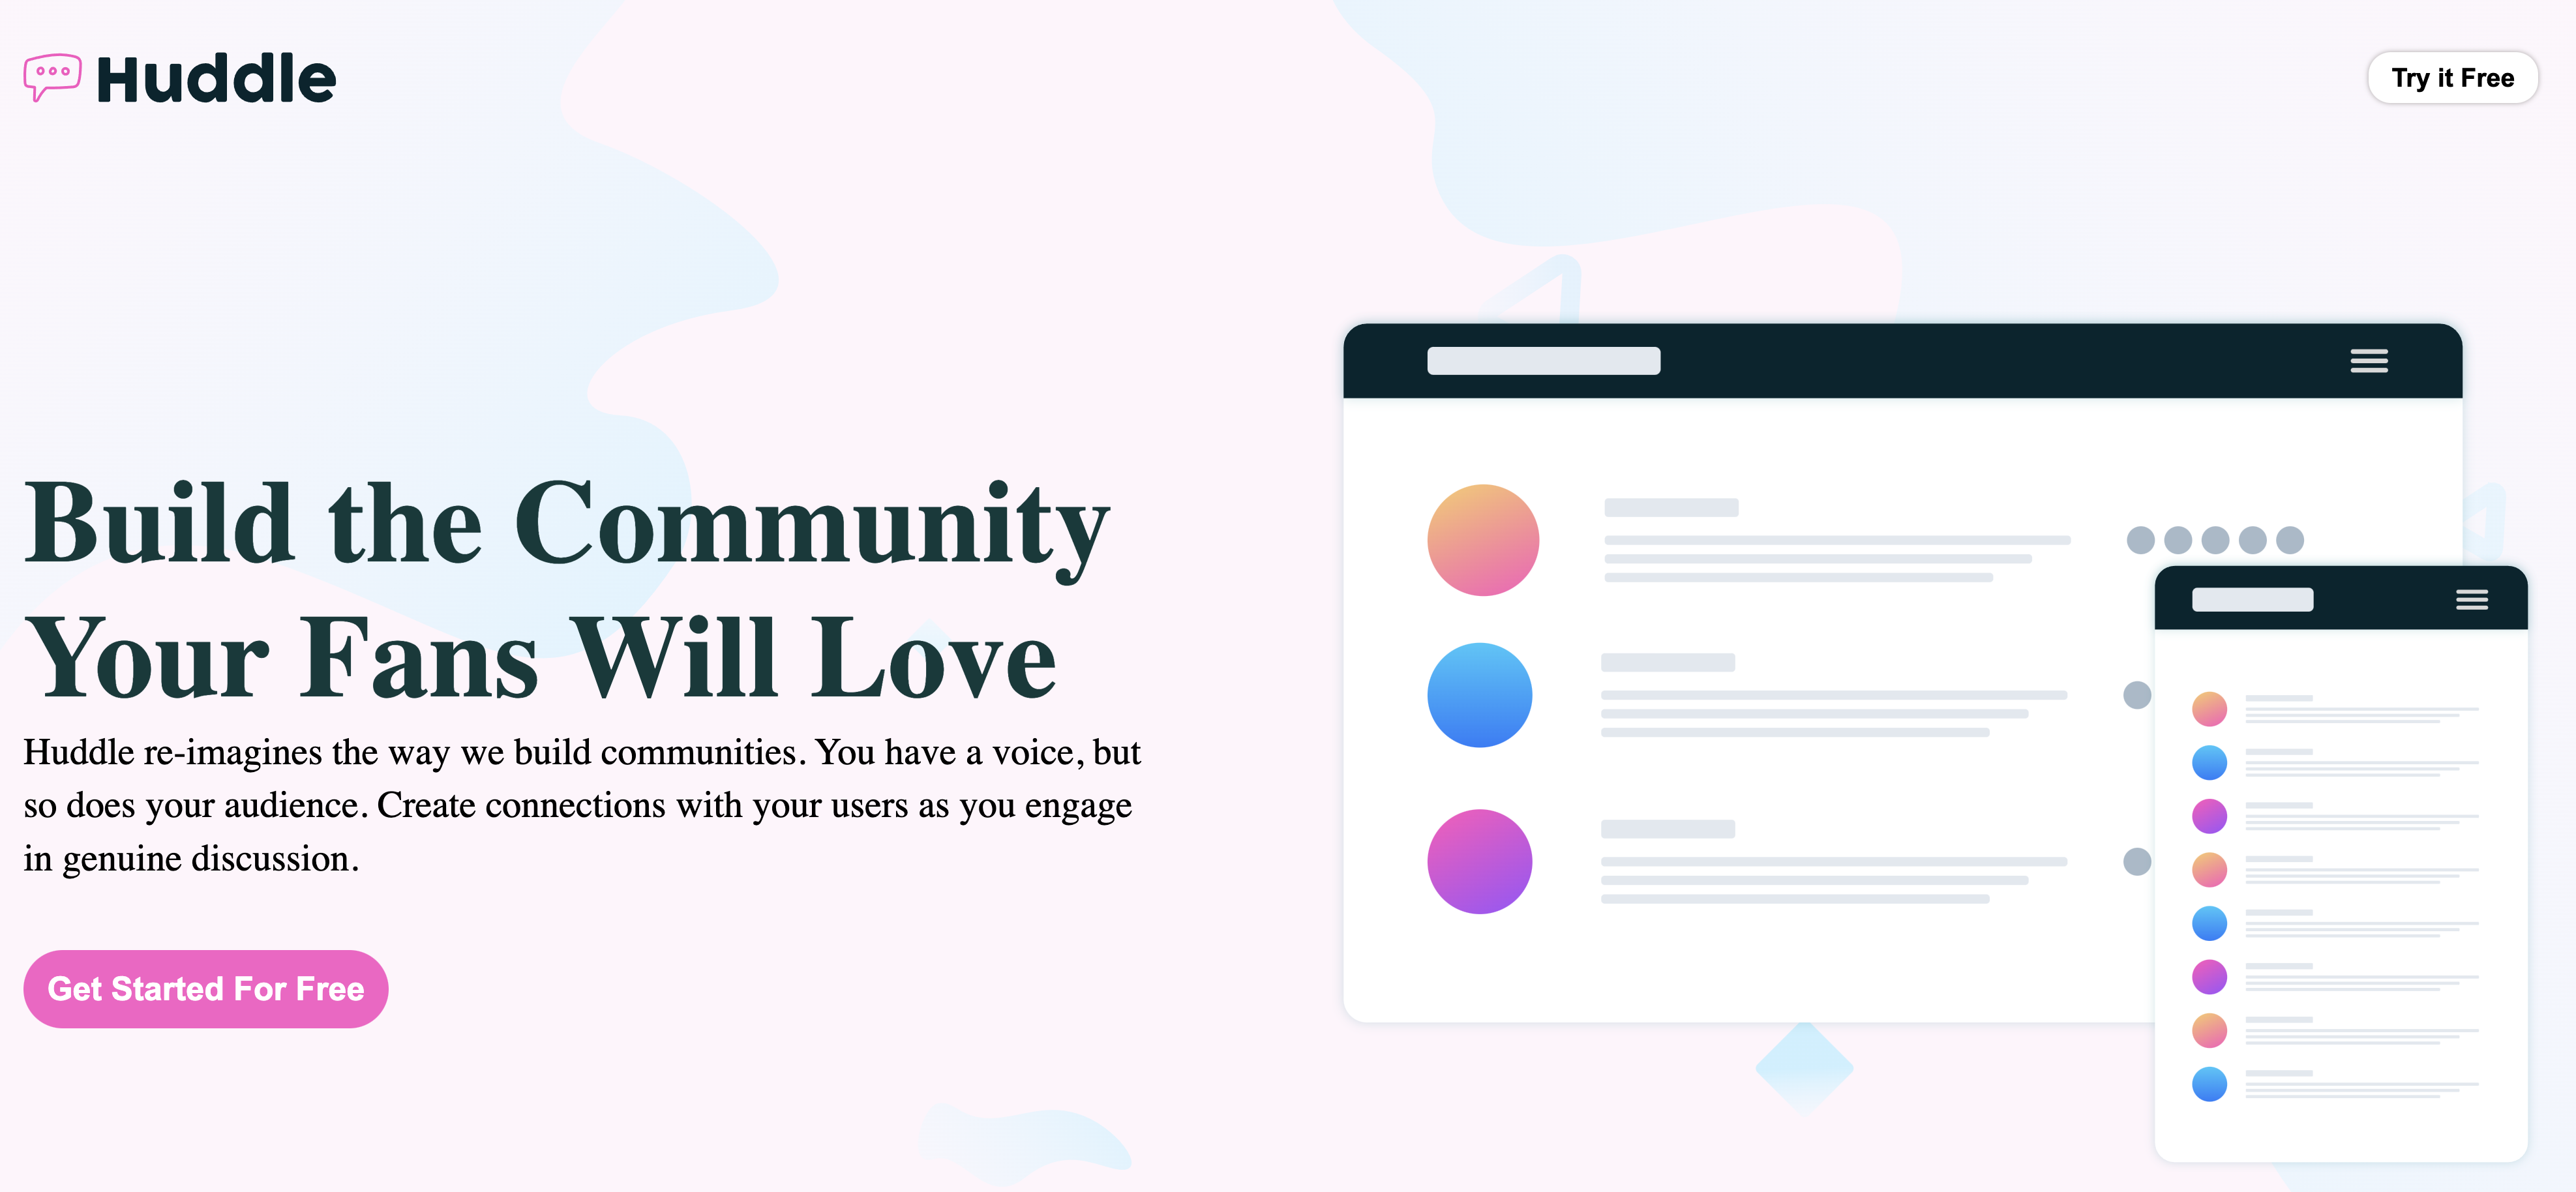 Huddle
Try it Free
Build the Community
Your Fans Will Love
Huddle re-imagines the way we build communities. You have a voice, but
so does your audience. Create connections with your users as you engage
in genuine discussion.
Get Started For Free